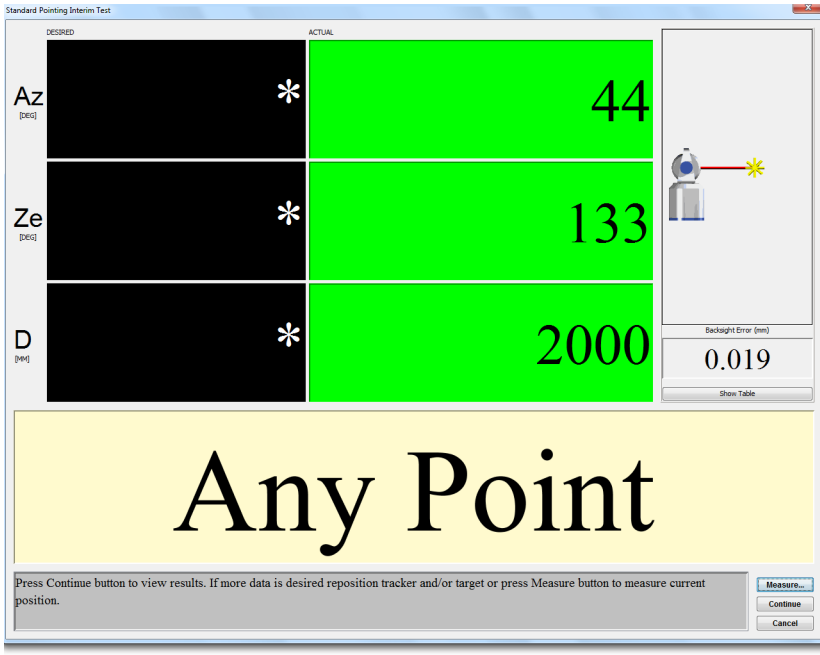 Standard Pointing Interim Test
DESIRED
ACTUAL
Az
[DEG]
*
44
Ze
[DEG]
*
133
D
[MM]
*
2000
Backsight Error (mm)
0.019
Show Table
Any Point
Press Continue button to view results. If more data is desired reposition tracker and/or target or press Measure button to measure current
position.
Measure...
Continue
Cancel